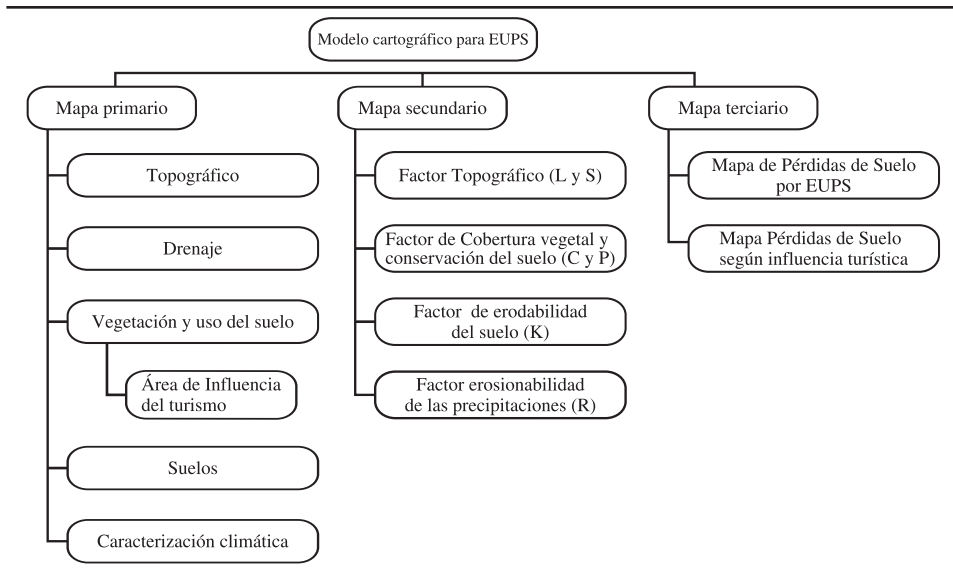 Modelo cartográfico para EUPS
Mapa primario
Topográfico
Drenaje
Vegetación y uso del suelo
Área de Influencia
del turismo
Suelos
Caracterización climática
Mapa secundario
Factor Topográfico (L y S)
Factor de Cobertura vegetal y
conservación del suelo (C y P)
Factor de erodabilidad
del suelo (K)
Factor erosionabilidad
de las precipitaciones (R)
Mapa terciario
Mapa de Pérdidas de Suelo
por EUPS
Mapa Pérdidas de Suelo
según influencia turística